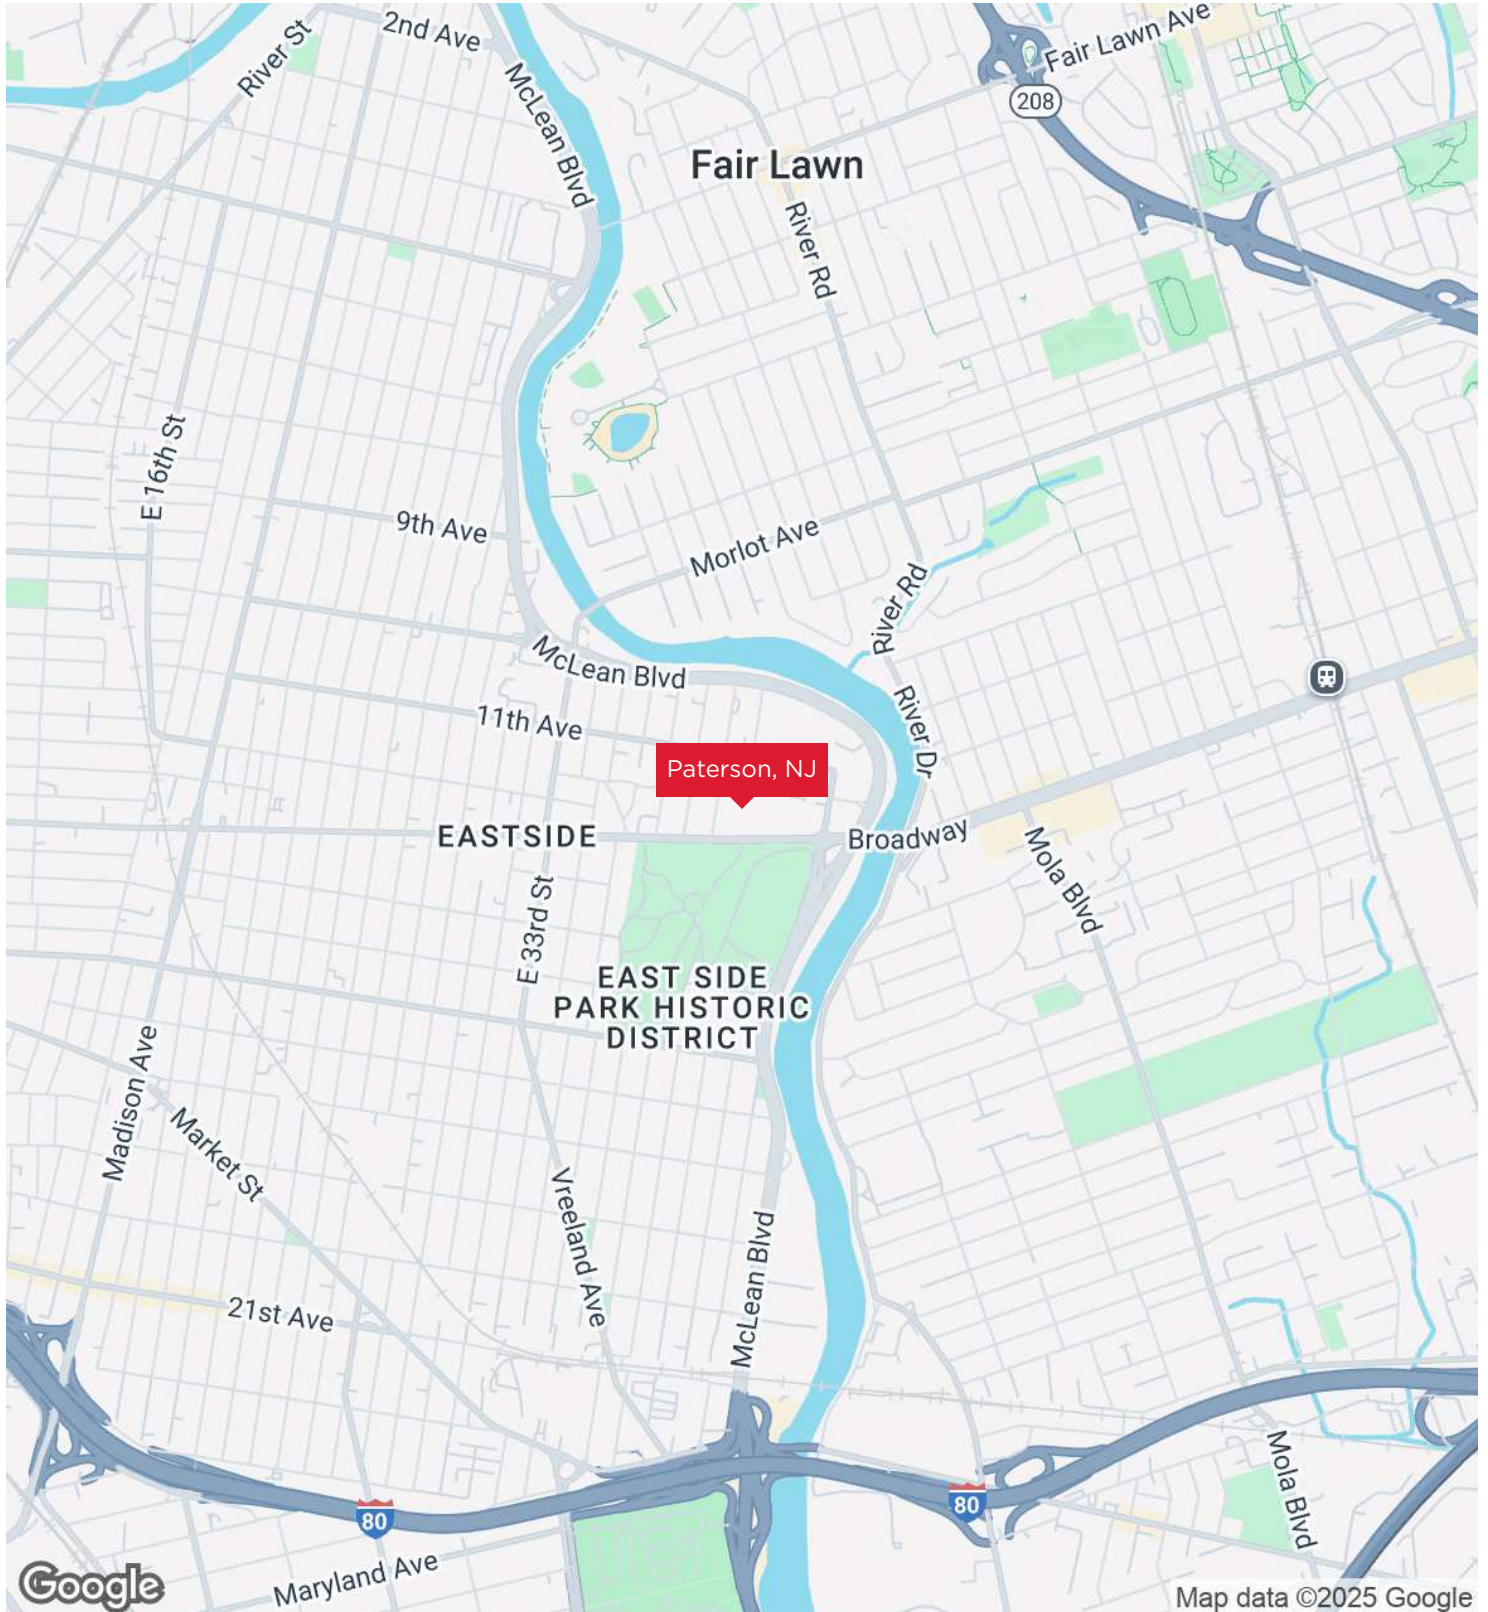 2nd Ave
River St
McLean Blvd
Fair Lawn Ave
208
Fair Lawn
River Rd
E 16th St
9th Ave
Morlot Ave
River Rd
McLean Blvd
11th Ave
River Dr
Paterson, NJ
EASTSIDE
Broadway
Mola Blvd
E 33rd St
EAST SIDE
PARK HISTORIC
DISTRICT
Madison Ave
Market St
Vreeland Ave
McLean Blvd
21st Ave
80
80
Mola Blvd
Maryland Ave
Google
Map data ©2025 Google